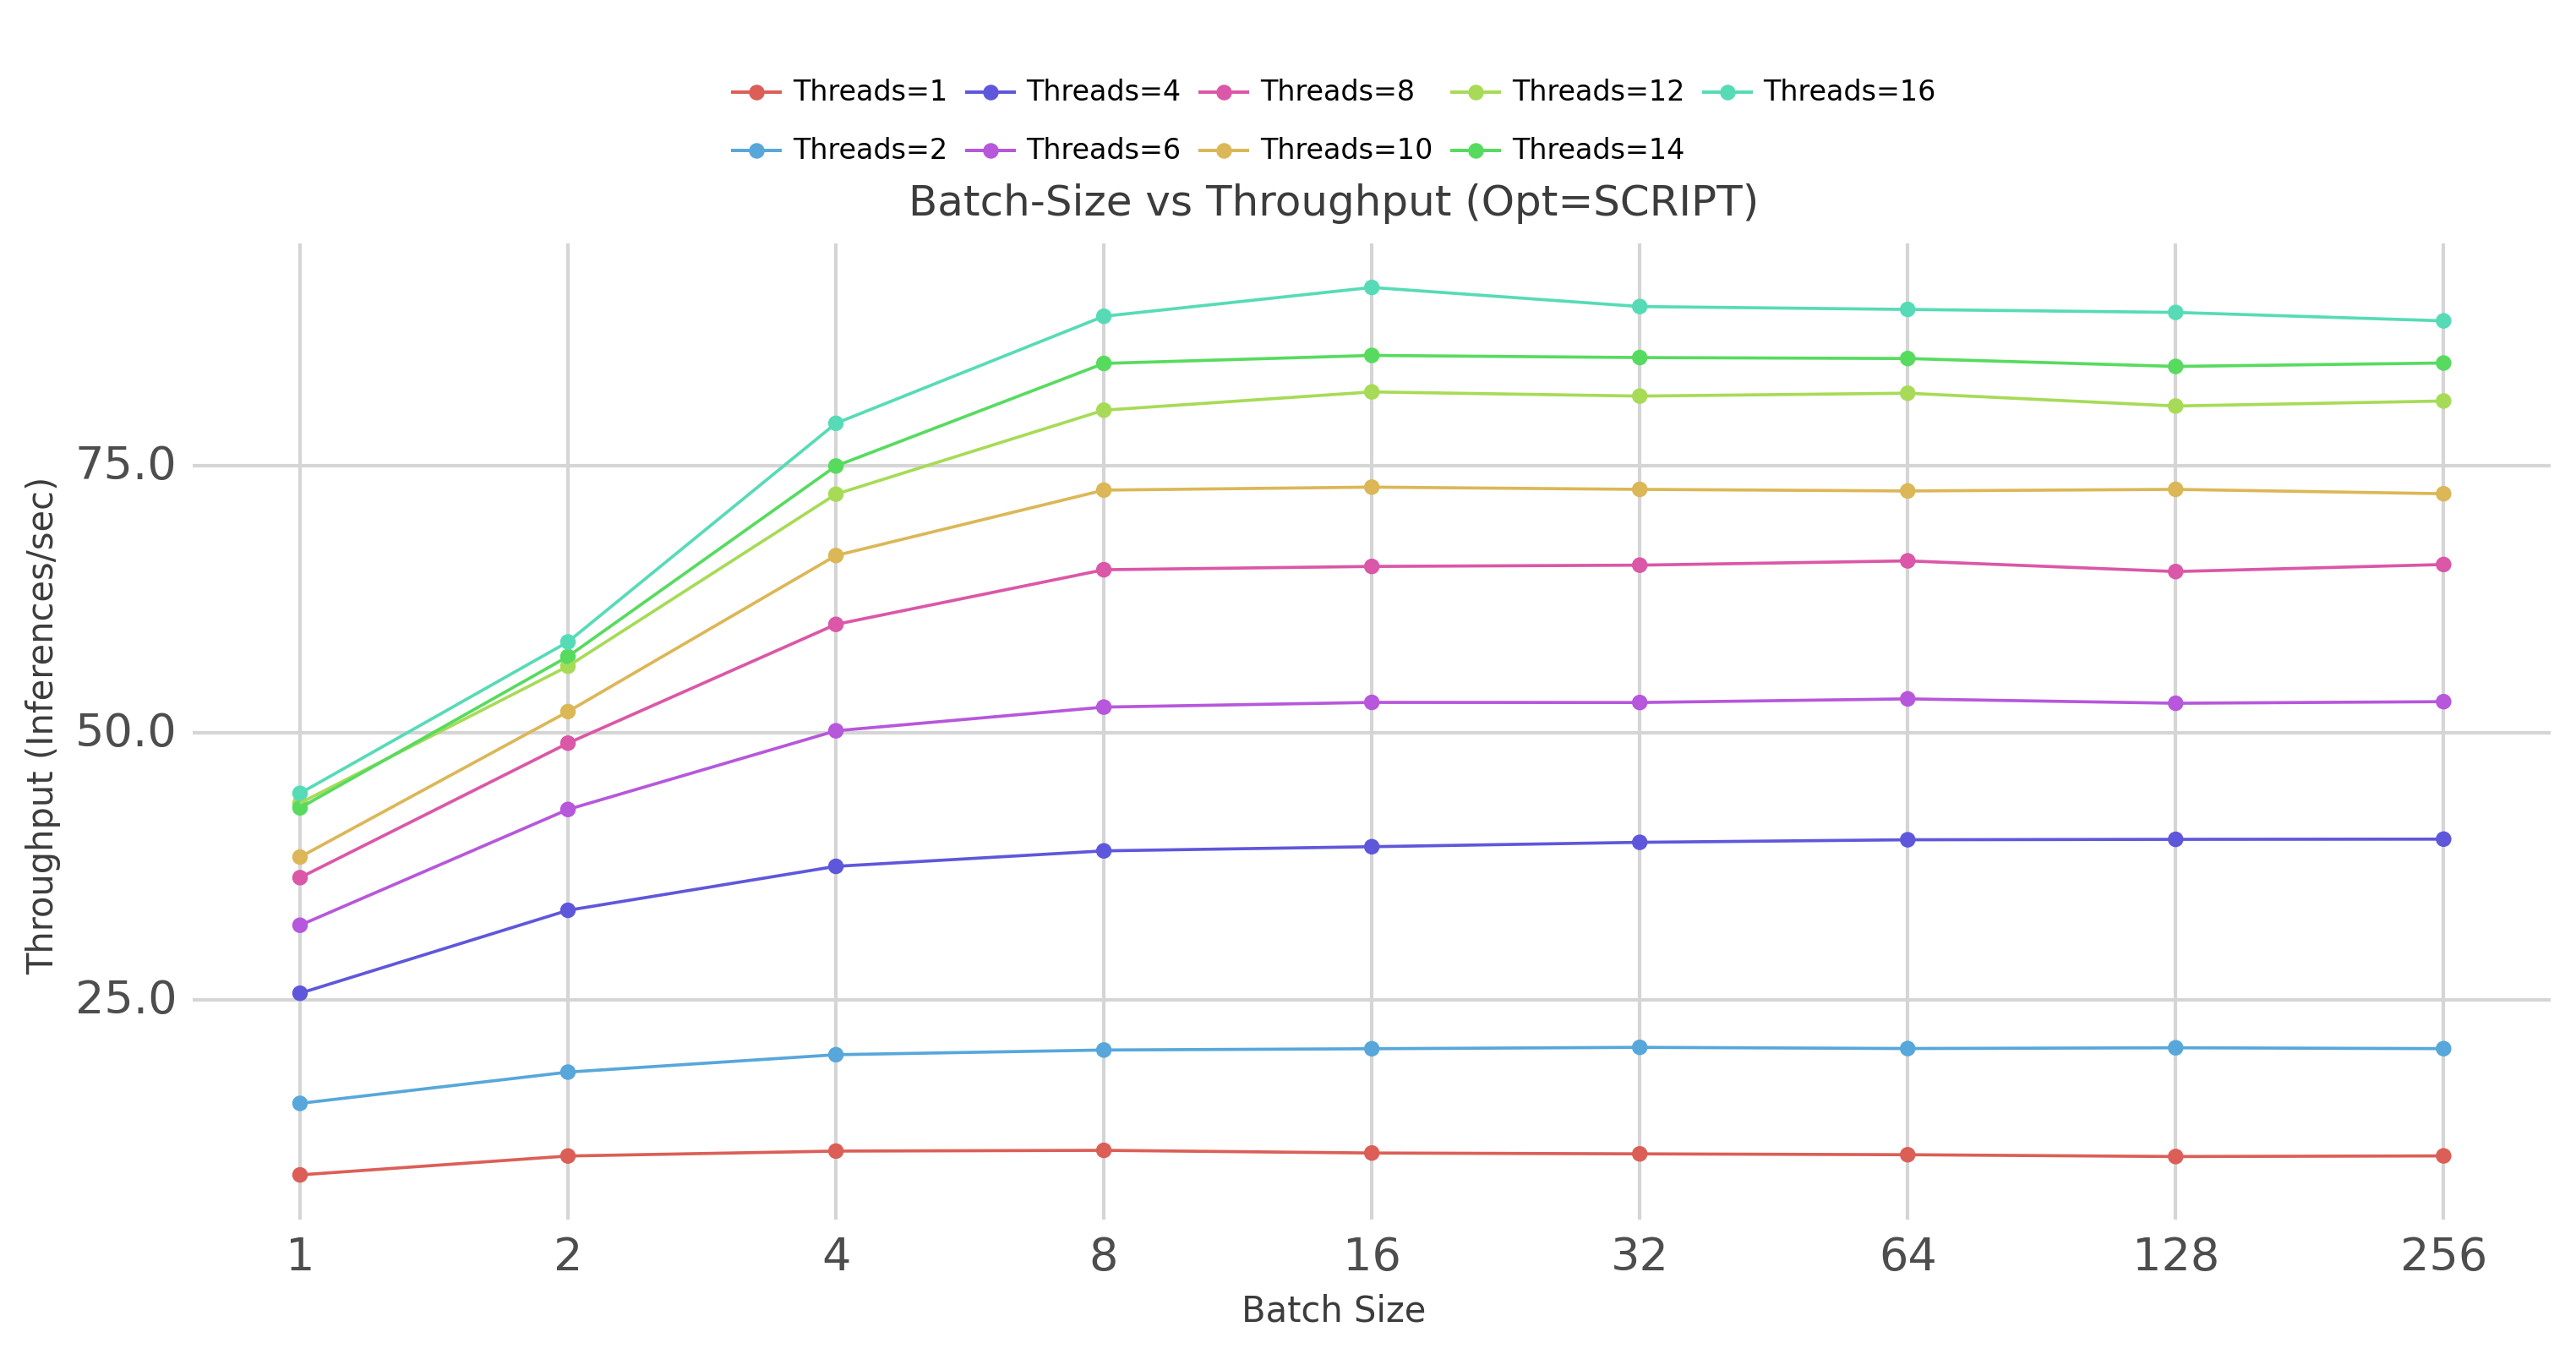 Threads=1 Threads=4 Threads=8 Threads=12 Threads=16
Threads=2 Threads=6 Threads=10 Threads=14
Batch-Size vs Throughput (Opt=SCRIPT)
Throughput (Inferences/sec)
75.0
50.0
25.0
1 2 4 8 16 32 64 128 256
Batch Size